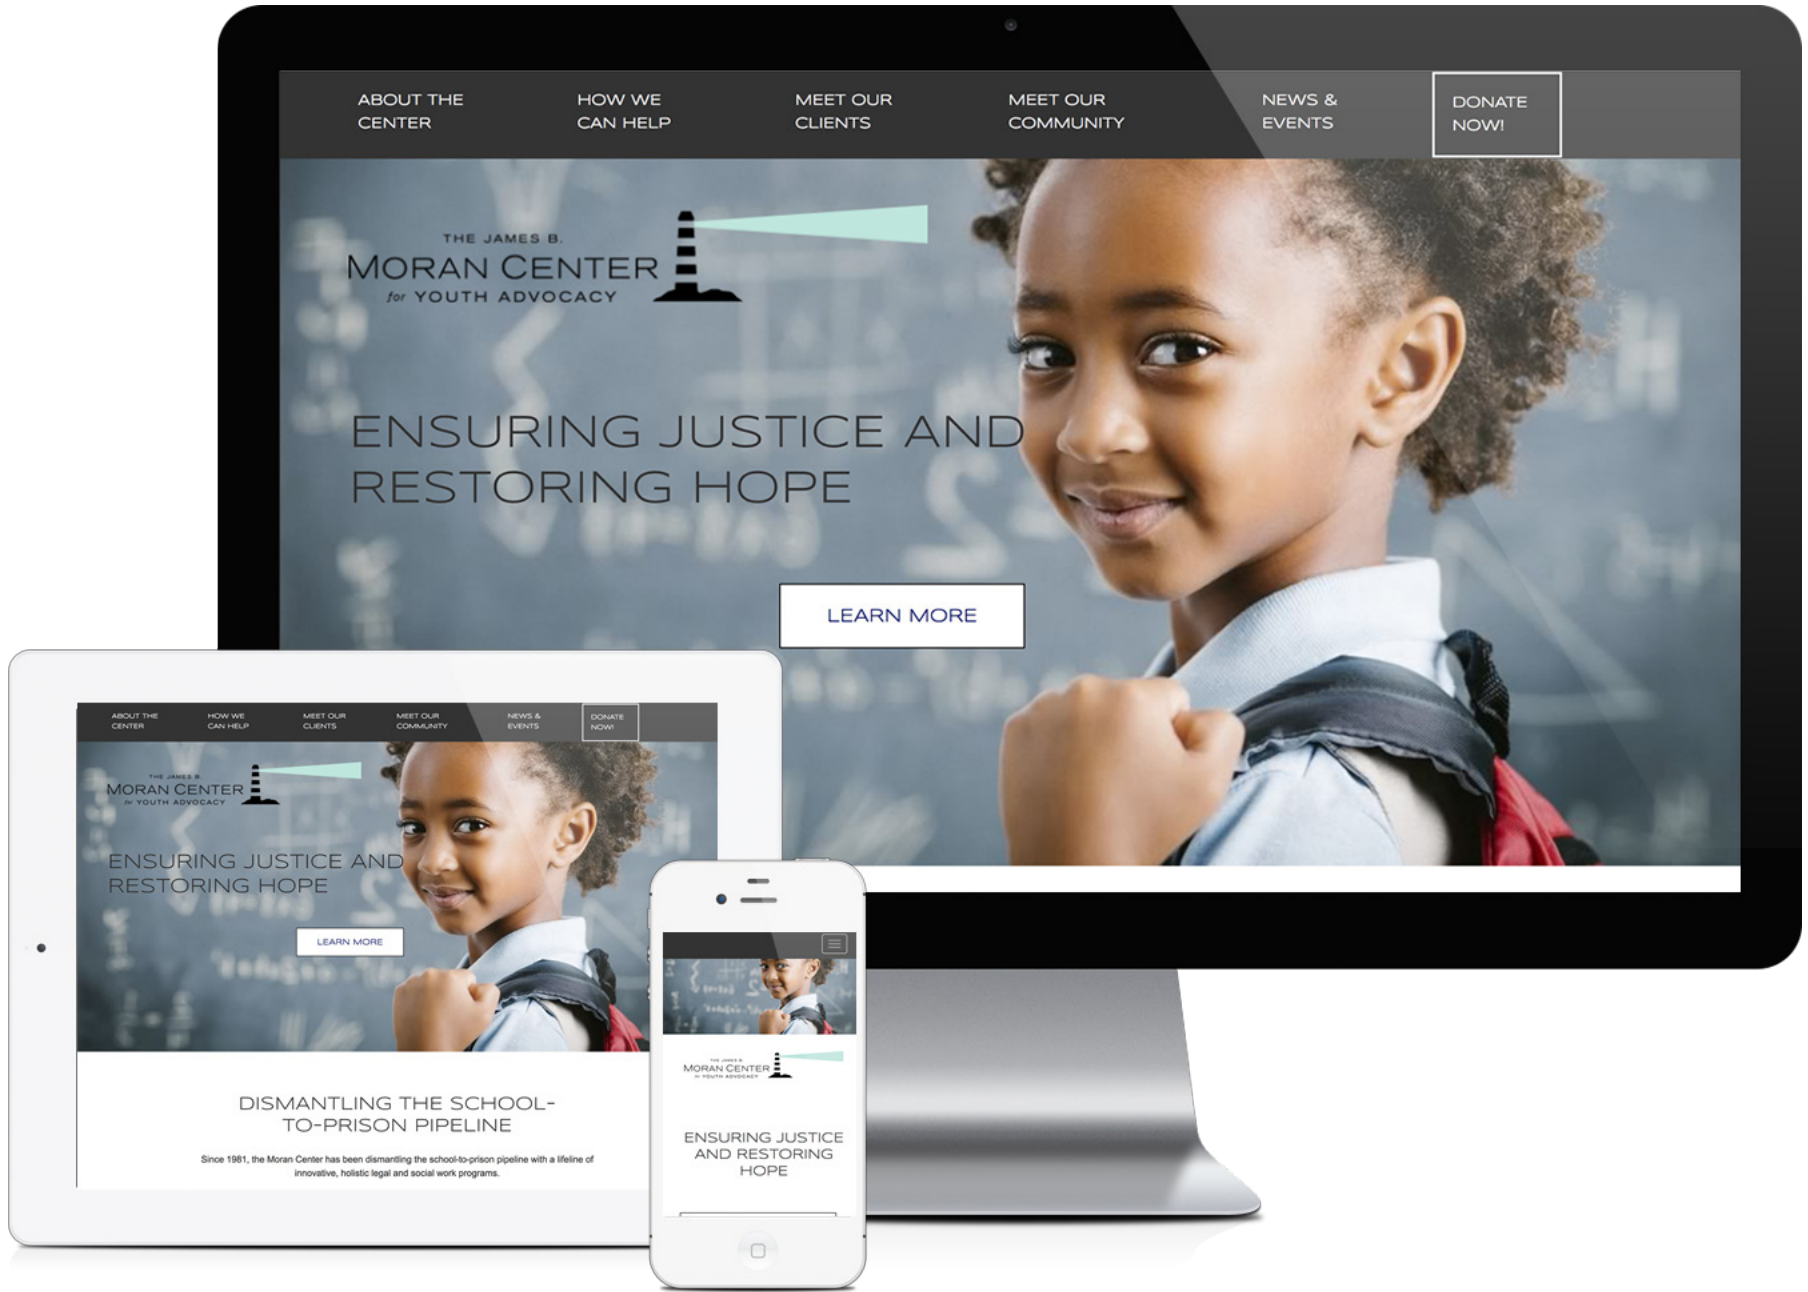 ABOUT THE
CENTER
HOW WE
CAN HELP
MEET OUR
CLIENTS
MEET OUR
COMMUNITY
NEWS &
EVENTS
DONATE
NOW!
THE JAMES B.
MORAN CENTER
for YOUTH ADVOCACY
ENSURING JUSTICE AND
RESTORING HOPE
LEARN MORE
ABOUT THE
CENTER
HOW WE
CAN HELP
MEET OUR
CLIENTS
MEET OUR
COMMUNITY
NEWS &
EVENTS
DONATE
NOW!
THE JAMES B.
MORAN CENTER
for YOUTH ADVOCACY
ENSURING JUSTICE AND
RESTORING HOPE
LEARN MORE
DISMANTLING THE SCHOOL-
TO-PRISON PIPELINE
Since 1981, the Moran Center has been dismantling the school-to-prison pipeline with a lifeline of
innovative, holistic legal and social work programs.
THE JAMES B.
MORAN CENTER
for YOUTH ADVOCACY
ENSURING JUSTICE
AND RESTORING
HOPE